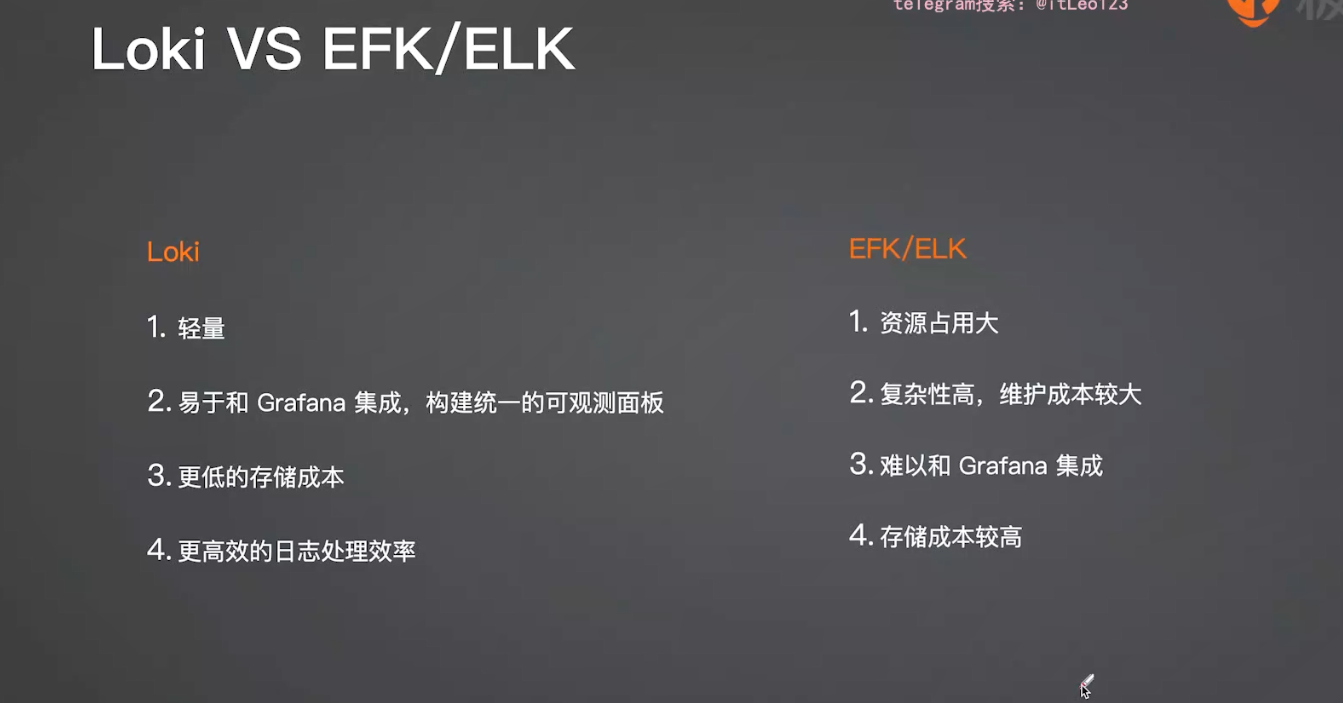 telegram搜索：@itLeo123
Loki VS EFK/ELK
Loki
1. 轻量
2. 易于和 Grafana 集成，构建统一的可观测面板
3. 更低的存储成本
4. 更高效的日志处理效率
EFK/ELK
1. 资源占用大
2. 复杂性高，维护成本较大
3. 难以和 Grafana 集成
4. 存储成本较高